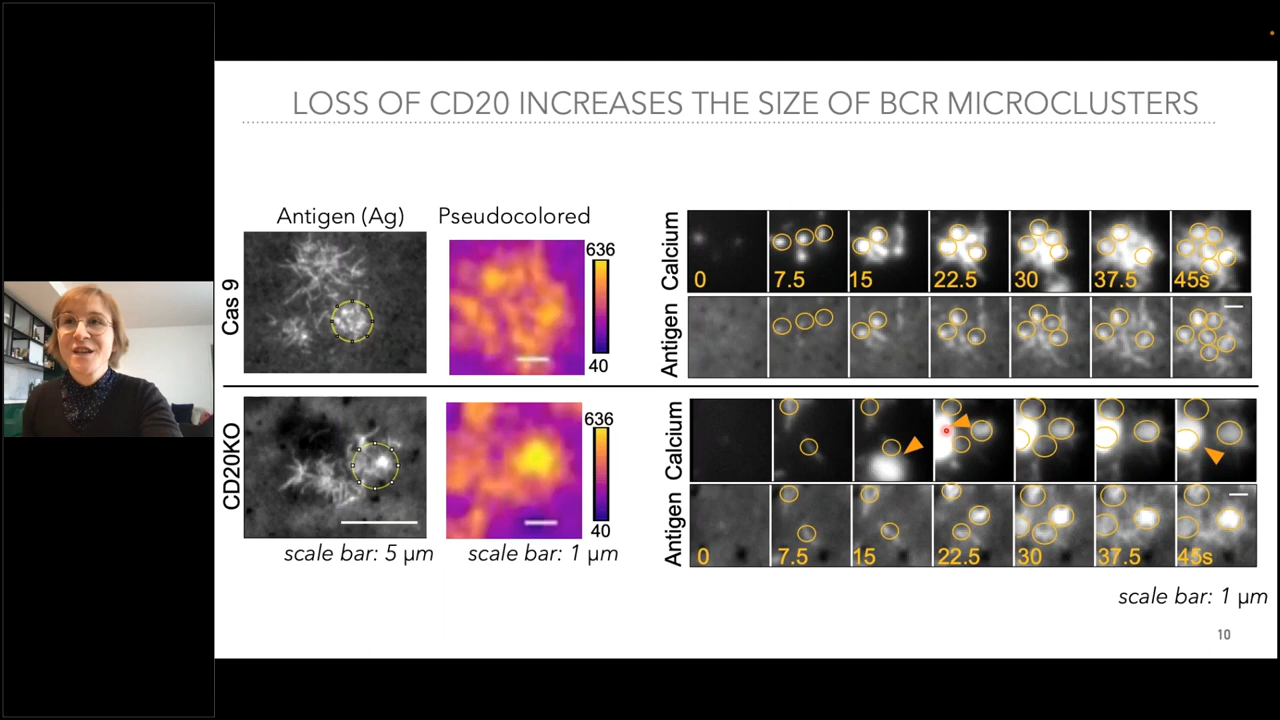 LOSS OF CD20 INCREASES THE SIZE OF BCR MICROCLUSTERS
Antigen (Ag)
Pseudocolored
Cas 9
636
40
Calcium
0
7.5
15
22.5
30
37.5
45s
Antigen
CD20KO
636
40
scale bar: 5 μm
scale bar: 1 μm
Calcium
Antigen
0
7.5
15
22.5
30
37.5
45s
scale bar: 1 μm
10